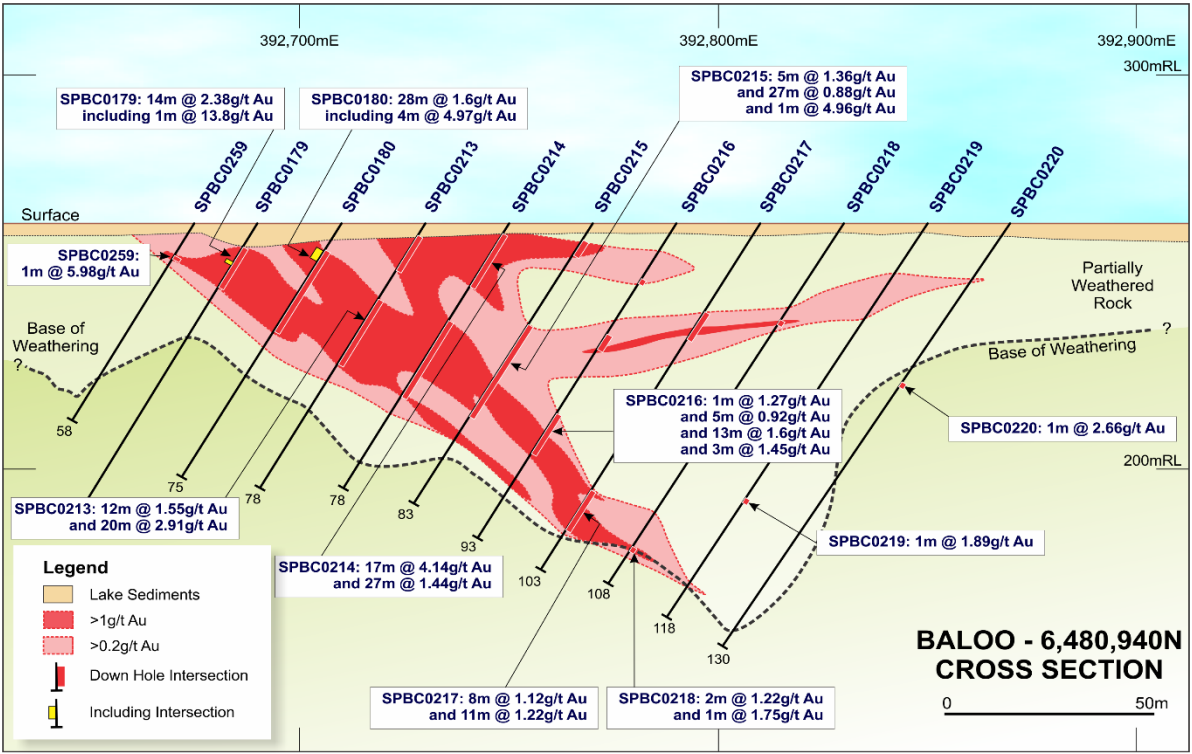 392,700mE
392,800mE
392,900mE
300mRL
SPBC0215: 5m @ 1.36g/t Au
and 27m @ 0.88g/t Au
and 1m @ 4.96g/t Au
SPBC0179: 14m @ 2.38g/t Au
including 1m @ 13.8g/t Au
SPBC0180: 28m @ 1.6g/t Au
including 4m @ 4.97g/t Au
SPBC0259
SPBC0179
SPBC0180
SPBC0213
SPBC0214
SPBC0215
SPBC0216
SPBC0217
SPBC0218
SPBC0219
SPBC0220
Surface
SPBC0259:
1m @ 5.98g/t Au
Partially
Weathered
Rock
Base of
Weathering
?
?
Base of Weathering
SPBC0216: 1m @ 1.27g/t Au
and 5m @ 0.92g/t Au
and 13m @ 1.6g/t Au
and 3m @ 1.45g/t Au
SPBC0220: 1m @ 2.66g/t Au
200mRL
58
75
78
78
83
93
103
108
118
130
SPBC0213: 12m @ 1.55g/t Au
and 20m @ 2.91g/t Au
SPBC0219: 1m @ 1.89g/t Au
SPBC0214: 17m @ 4.14g/t Au
and 27m @ 1.44g/t Au
Legend
Lake Sediments
>1g/t Au
>0.2g/t Au
Down Hole Intersection
Including Intersection
SPBC0217: 8m @ 1.12g/t Au
and 11m @ 1.22g/t Au
SPBC0218: 2m @ 1.22g/t Au
and 1m @ 1.75g/t Au
BALOO - 6,480,940N
CROSS SECTION
0
50m